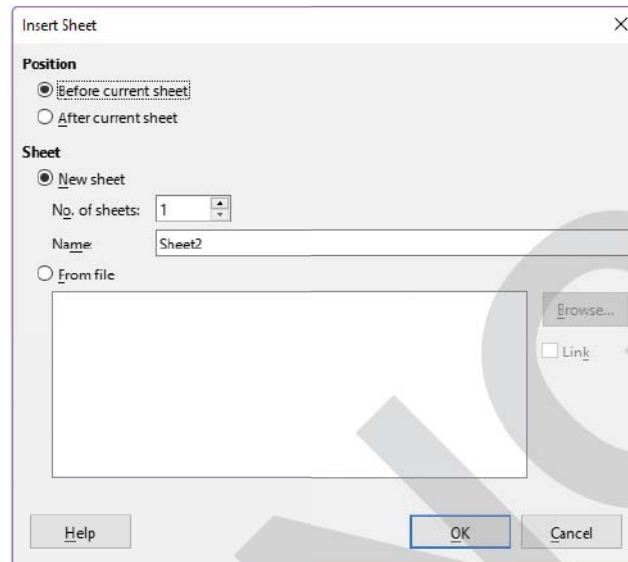 Insert Sheet
Position
Before current sheet
After current sheet
Sheet
New sheet
No. of sheets: 1
Name: Sheet2
From file
Browse...
Link
Help OK Cancel